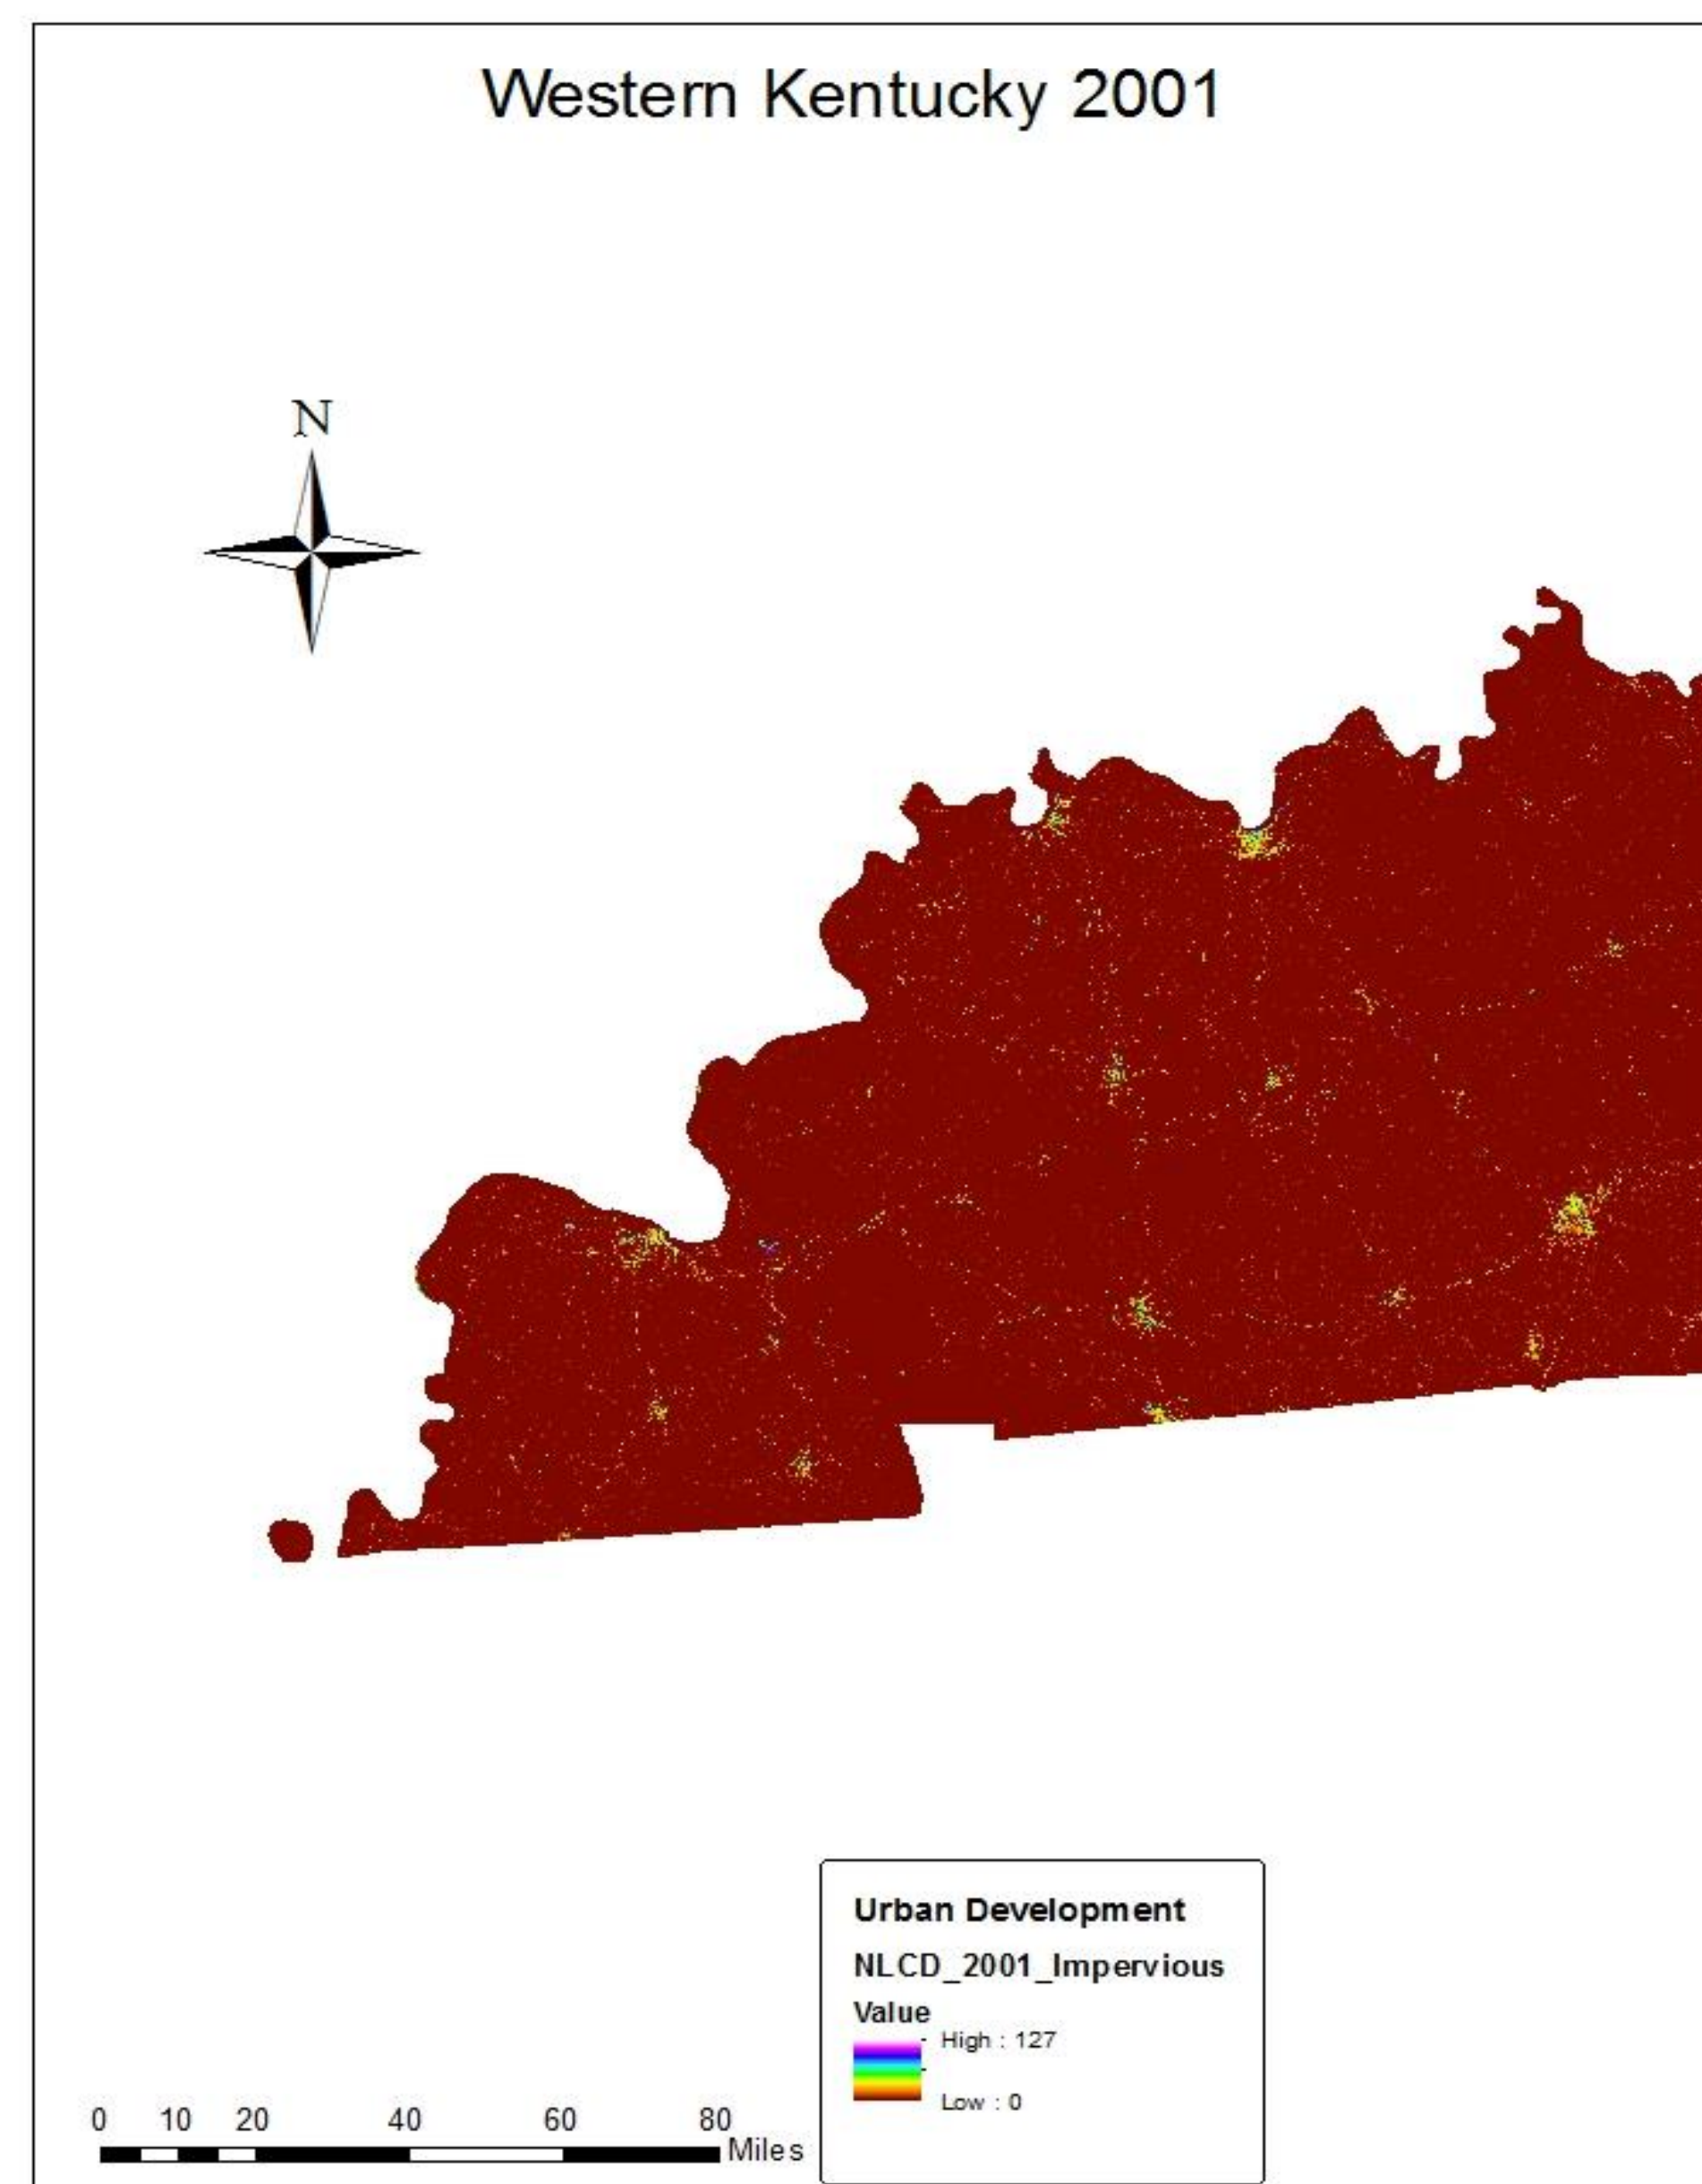 Western Kentucky 2001
N
Urban Development
NLCD_2001_Impervious
Value
High : 127
Low : 0
0 10 20 40 60 80
Miles